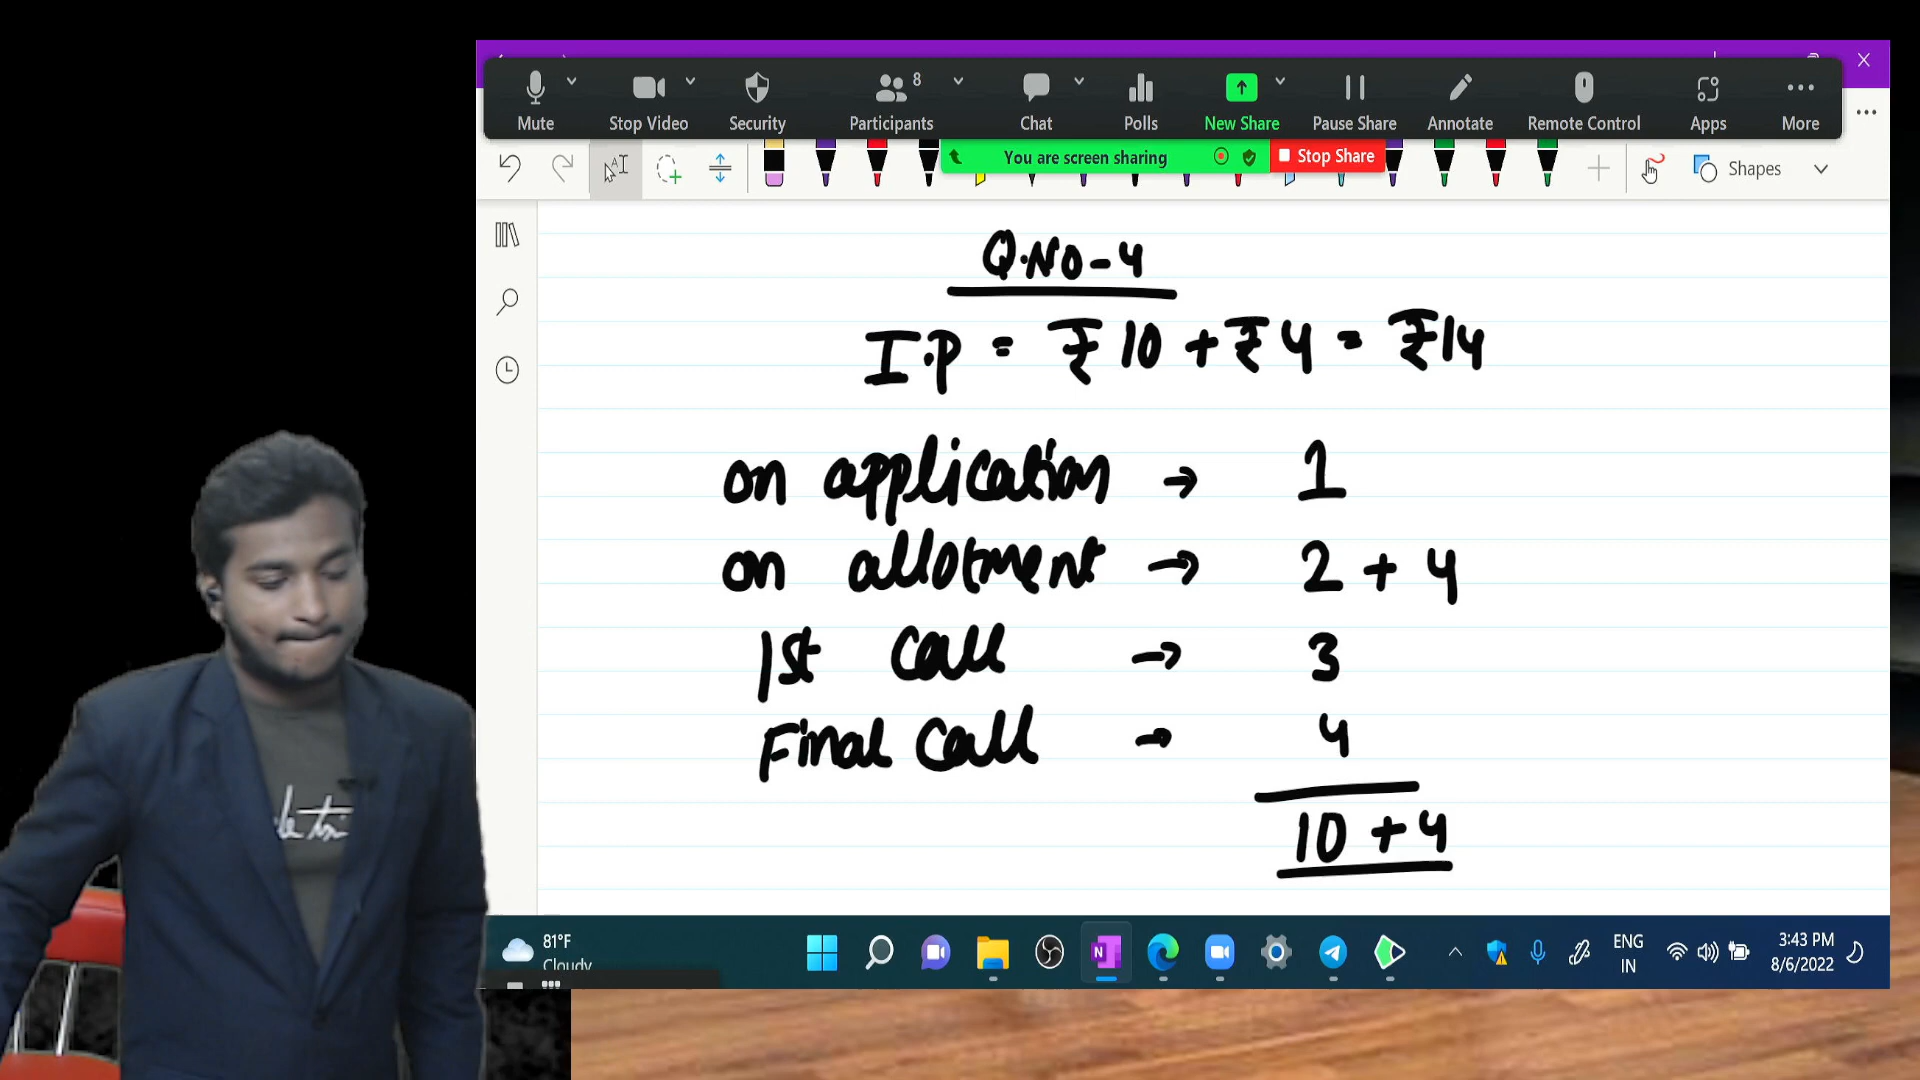 Mute
Stop Video
Security
Participants
8
Chat
Polls
New Share
Pause Share
Annotate
Remote Control
Apps
More
You are screen sharing
Stop Share
Shapes
Q.NO-4
I.P = ₹10 + ₹4 = ₹14
on application → 1
on allotment → 2 + 4
1st call → 3
Final call → 4
10 + 4
81°F
Cloudy
ENG
IN
3:43 PM
8/6/2022